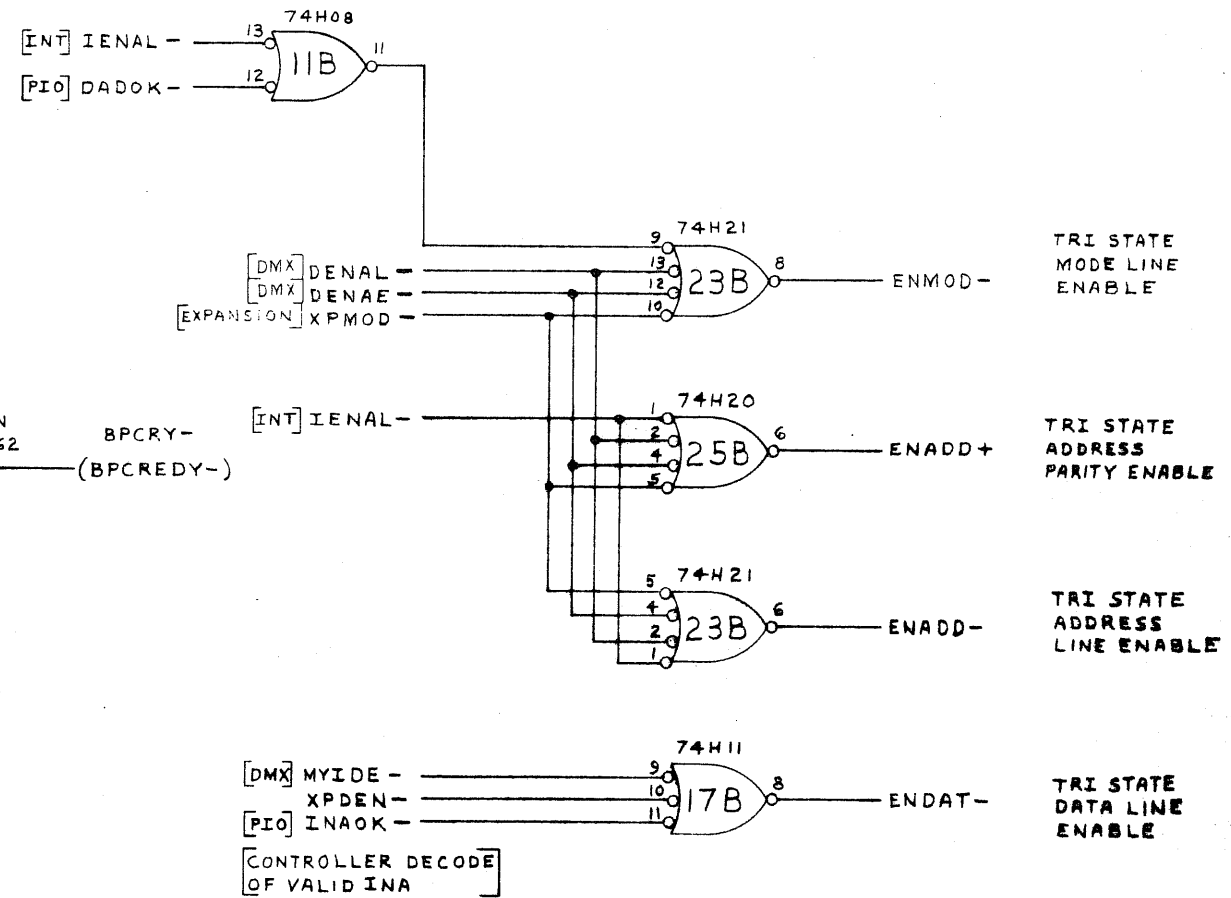 74H08
[INT] IENAL - 13
11B 11
[PIO] DADOK - 12
74H21
9
[DMX] DENAL - 13
23B 8 ENMOD -
[DMX] DENAE - 12
[EXPANSION] XPMOD - 10
TRI STATE
MODE LINE
ENABLE
74H20
[INT] IENAL - 1
2
25B 6 ENADD +
4
5
TRI STATE
ADDRESS
PARITY ENABLE
N
62
BPCRY-
(BPCREDY-)
74H21
5
4
23B 6 ENADD-
2
1
TRI STATE
ADDRESS
LINE ENABLE
74H11
[DMX] MYIDE - 9
XPDEN- 10
17B 8 ENDAT-
[PIO] INAOK - 11
TRI STATE
DATA LINE
ENABLE
[CONTROLLER DECODE
OF VALID INA]